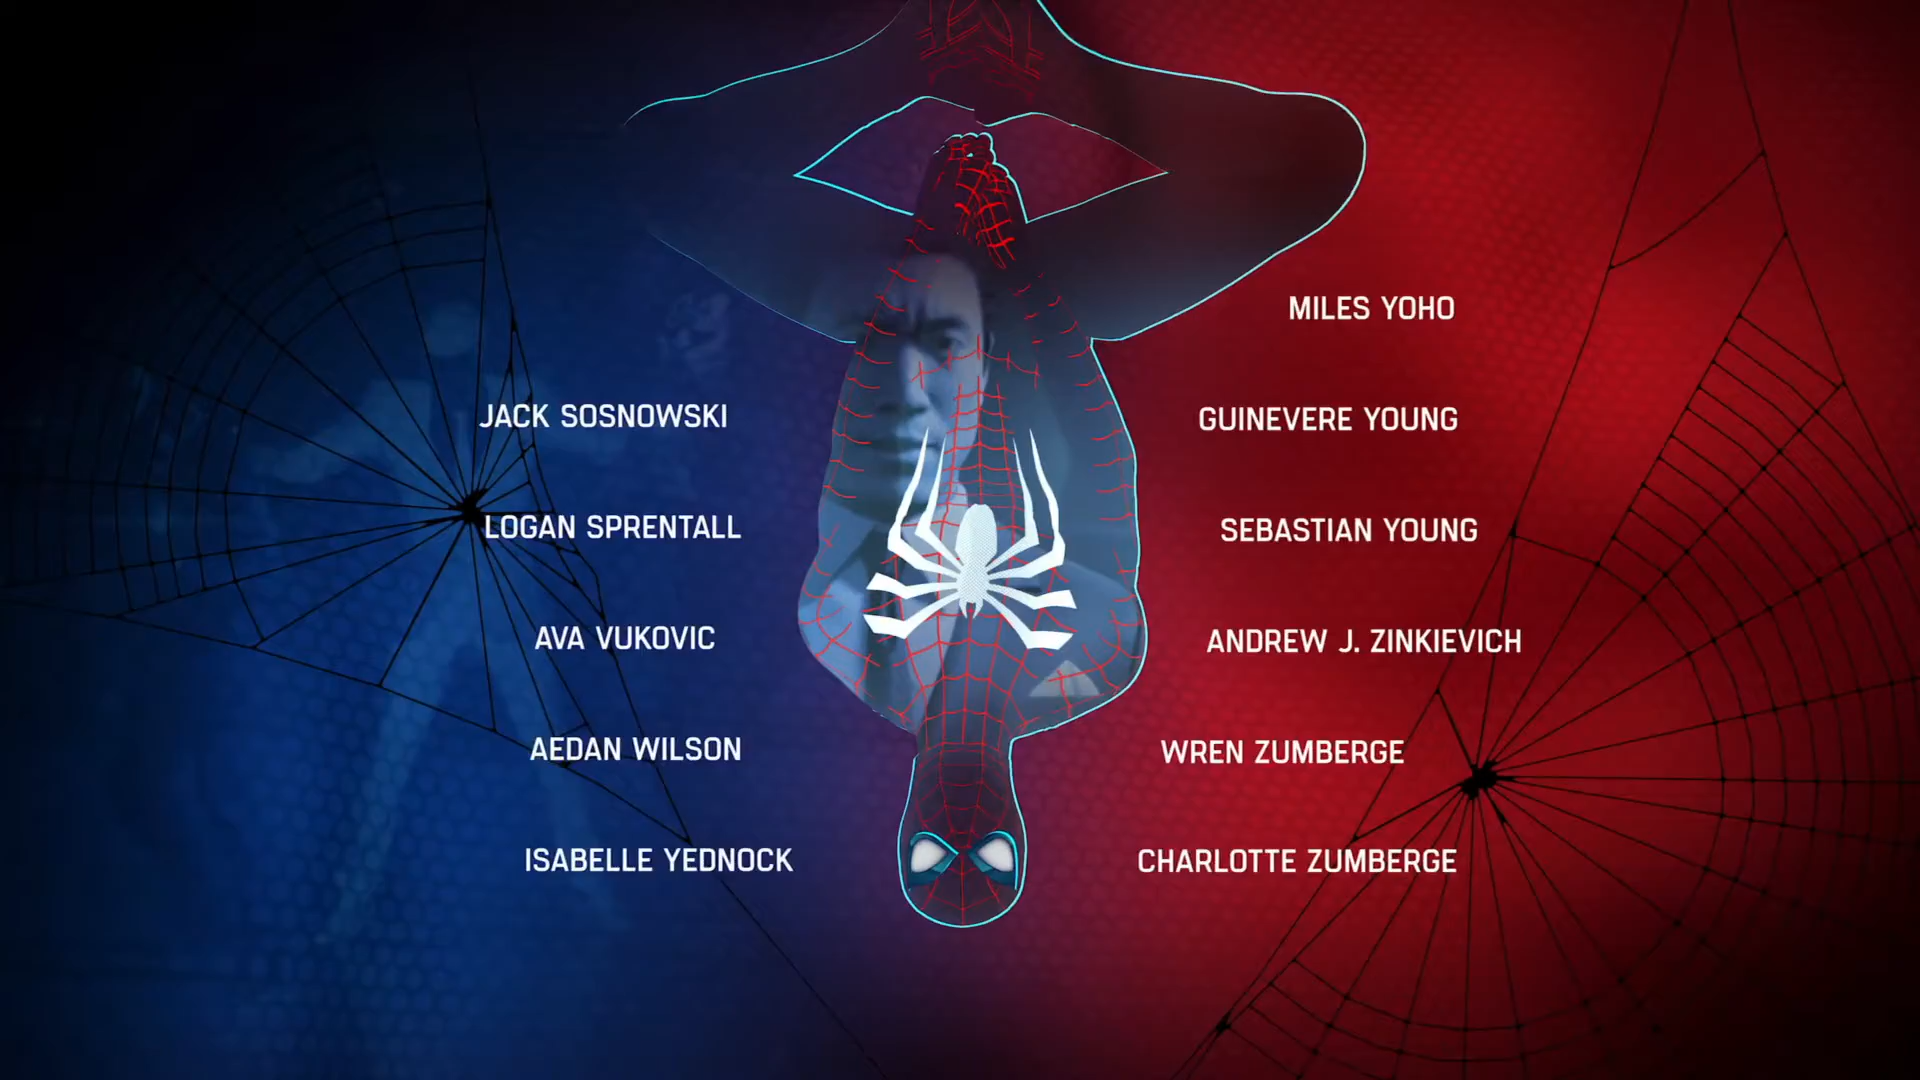 JACK SOSNOWSKI
LOGAN SPRENTALL
AVA VUKOVIC
AEDAN WILSON
ISABELLE YEDNOCK
MILES YOHO
GUINEVERE YOUNG
SEBASTIAN YOUNG
ANDREW J. ZINKIEVICH
WREN ZUMBERGE
CHARLOTTE ZUMBERGE